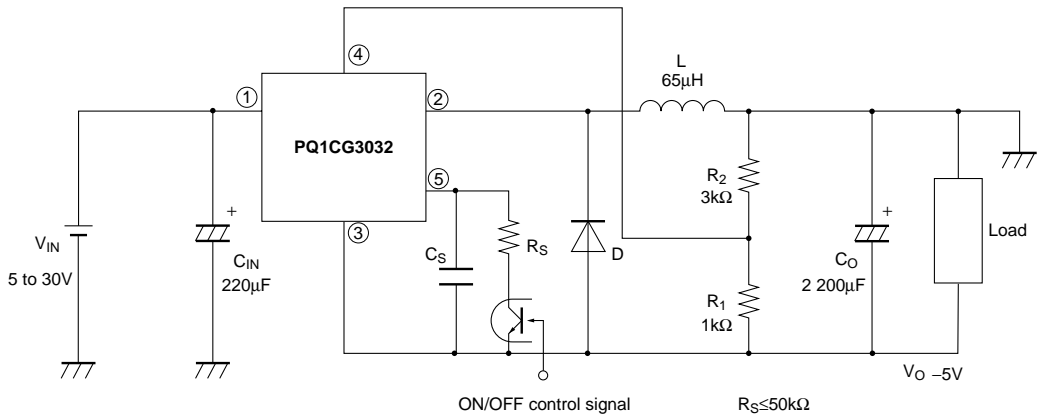 ④
L
65μH
①
②
PQ1CG3032
R2
3kΩ
⑤
③
+
+
VIN
5 to 30V
CIN
220μF
CS
RS
D
Load
CO
2 200μF
R1
1kΩ
VO –5V
ON/OFF control signal
RS≤50kΩ